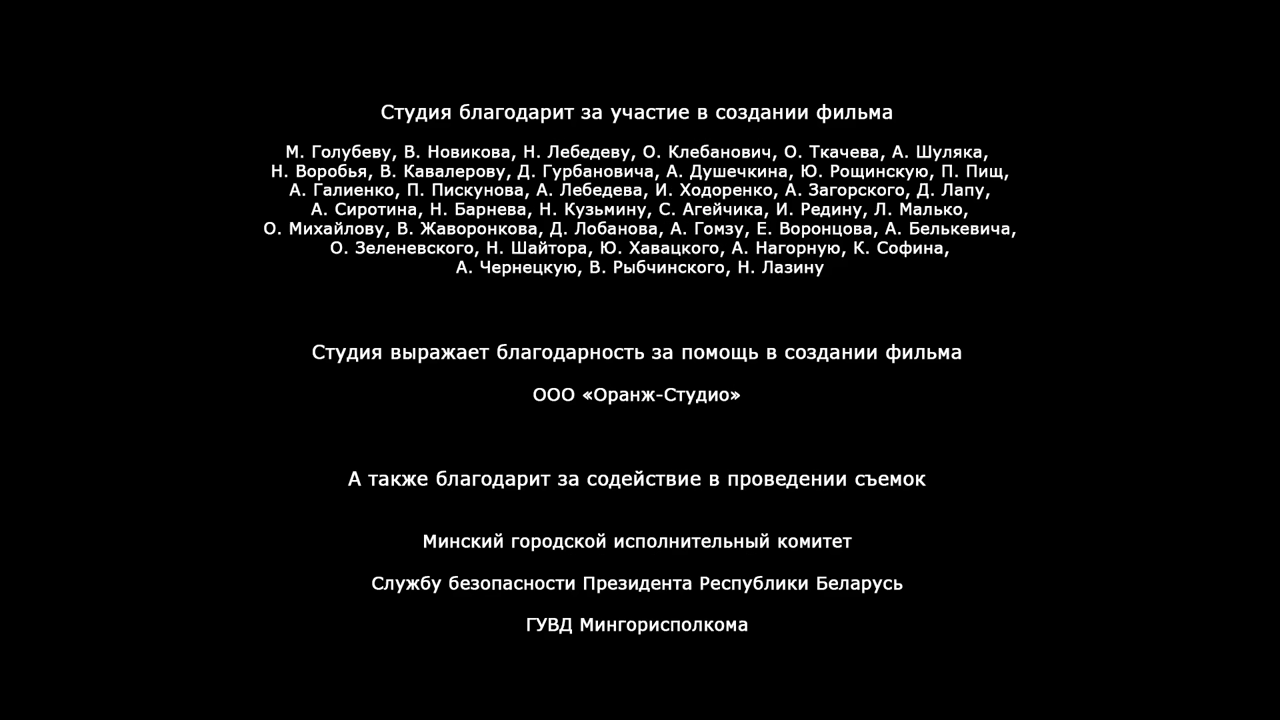 Студия благодарит за участие в создании фильма
М. Голубеву, В. Новикова, Н. Лебедеву, О. Клебанович, О. Ткачева, А. Шуляка,
Н. Воробья, В. Кавалерову, Д. Гурбановича, А. Душечкина, Ю. Рощинскую, П. Пищ,
А. Галиенко, П. Пискунова, А. Лебедева, И. Ходоренко, А. Загорского, Д. Лапу,
А. Сиротина, Н. Барнева, Н. Кузьмину, С. Агейчика, И. Редину, Л. Малько,
О. Михайлову, В. Жаворонкова, Д. Лобанова, А. Гомзу, Е. Воронцова, А. Белькевича,
О. Зеленевского, Н. Шайтора, Ю. Хавацкого, А. Нагорную, К. Софина,
А. Чернецкую, В. Рыбчинского, Н. Лазину
Студия выражает благодарность за помощь в создании фильма
ООО «Оранж-Студио»
А также благодарит за содействие в проведении съемок
Минский городской исполнительный комитет
Службу безопасности Президента Республики Беларусь
ГУВД Мингорисполкома